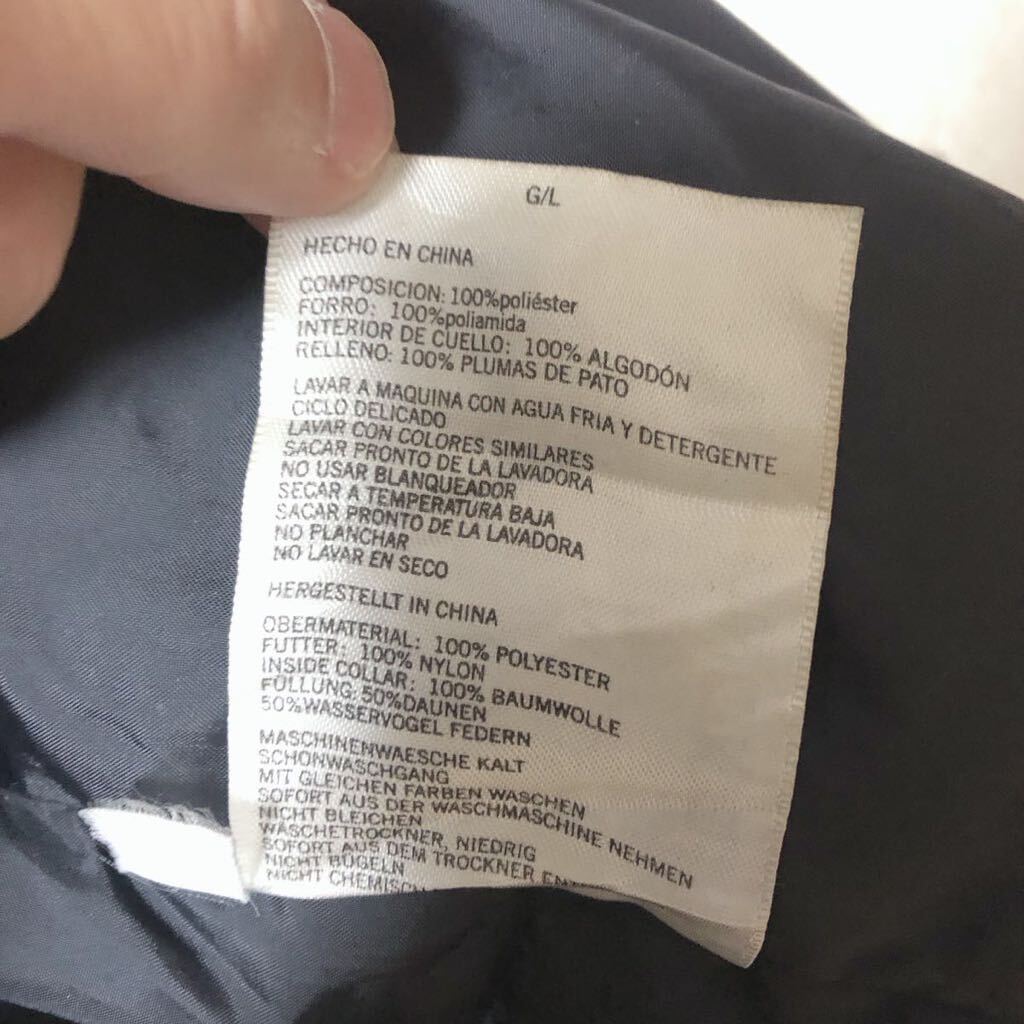 G/L
HECHO EN CHINA
COMPOSICION: 100%poliéster
FORRO: 100%poliamida
INTERIOR DE CUELLO: 100% ALGODÓN
RELLENO: 100% PLUMAS DE PATO
LAVAR A MAQUINA CON AGUA FRIA Y DETERGENTE
CICLO DELICADO
LAVAR CON COLORES SIMILARES
SACAR PRONTO DE LA LAVADORA
NO USAR BLANQUEADOR
SECAR A TEMPERATURA BAJA
SACAR PRONTO DE LA LAVADORA
NO PLANCHAR
NO LAVAR EN SECO
HERGESTELLT IN CHINA
OBERMATERIAL: 100% POLYESTER
FUTTER: 100% NYLON
INSIDE COLLAR: 100% BAUMWOLLE
FÜLLUNG: 50%DAUNEN
50%WASSERVOGEL FEDERN
MASCHINENWAESCHE KALT
SCHONWASCHGANG
MIT GLEICHEN FARBEN WASCHEN
SOFORT AUS DER WASCHMASCHINE NEHMEN
NICHT BLEICHEN
WÄSCHETROCKNER, NIEDRIG
SOFORT AUS DEM TROCKNER
NICHT BÜGELN
NICHT